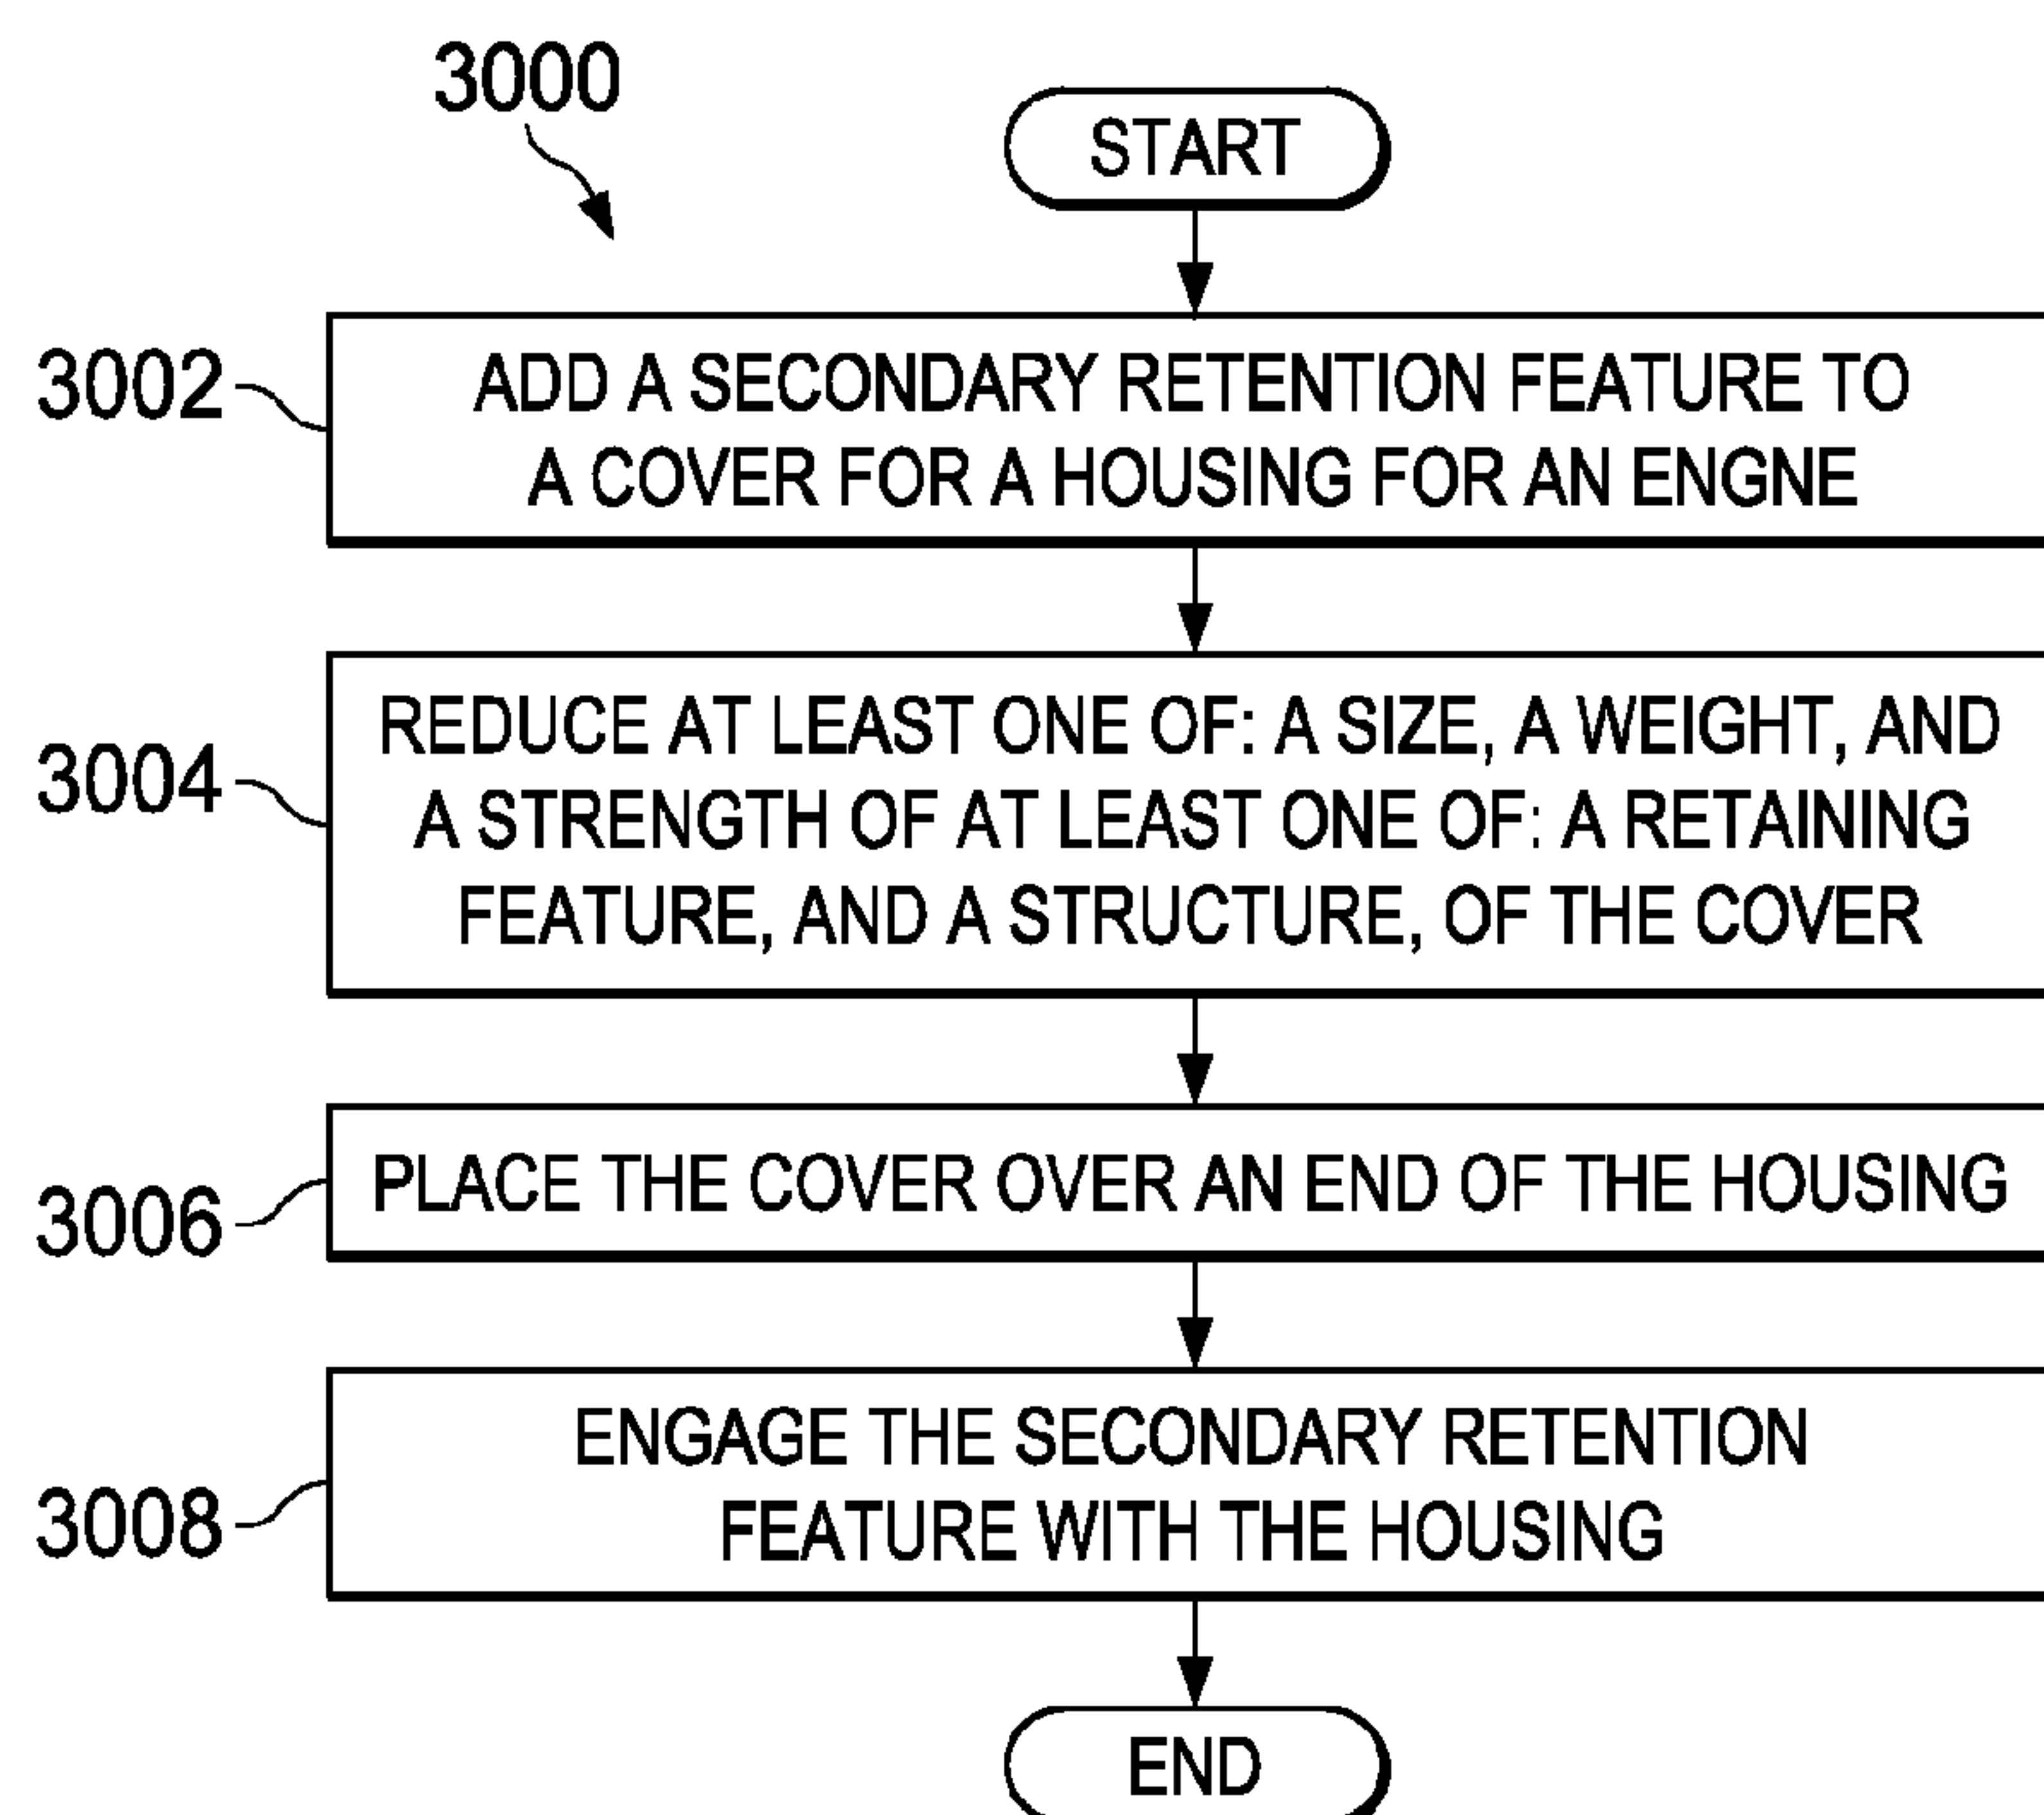 3000
START
3002
ADD A SECONDARY RETENTION FEATURE TO
A COVER FOR A HOUSING FOR AN ENGNE
3004
REDUCE AT LEAST ONE OF: A SIZE, A WEIGHT, AND
A STRENGTH OF AT LEAST ONE OF: A RETAINING
FEATURE, AND A STRUCTURE, OF THE COVER
3006
PLACE THE COVER OVER AN END OF THE HOUSING
3008
ENGAGE THE SECONDARY RETENTION
FEATURE WITH THE HOUSING
END